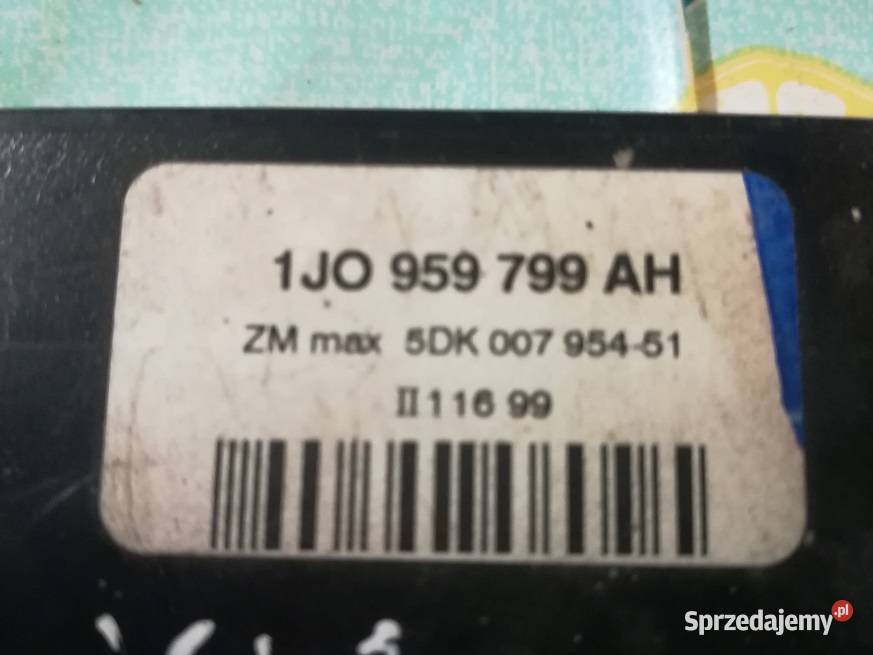 1JO 959 799 AH
ZM max 5DK 007 954-51
II 116 99
Sprzedajemy.pl